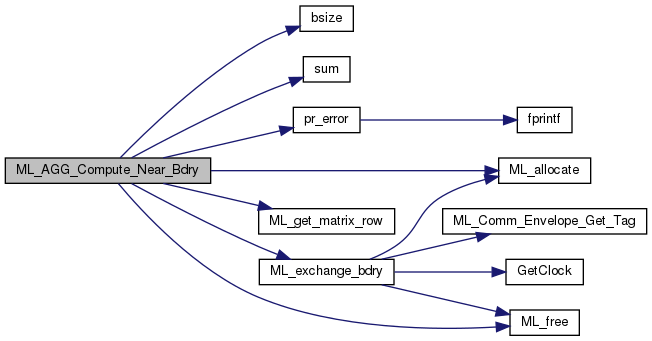 bsize
sum
pr_error
fprintf
ML_AGG_Compute_Near_Bdry
ML_allocate
ML_get_matrix_row
ML_Comm_Envelope_Get_Tag
ML_exchange_bdry
GetClock
ML_free